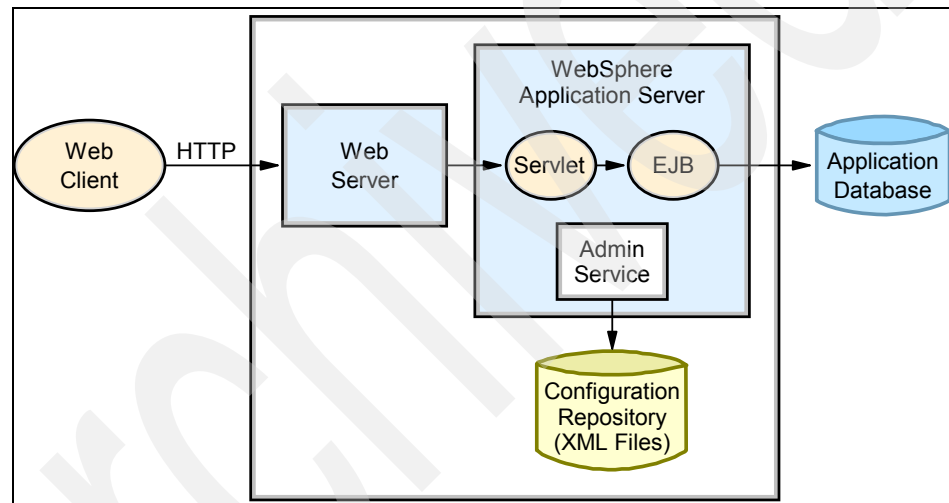 WebSphere
Application Server
Web
Client
HTTP
Web
Server
Servlet
EJB
Application
Database
Admin
Service
Configuration
Repository
(XML Files)